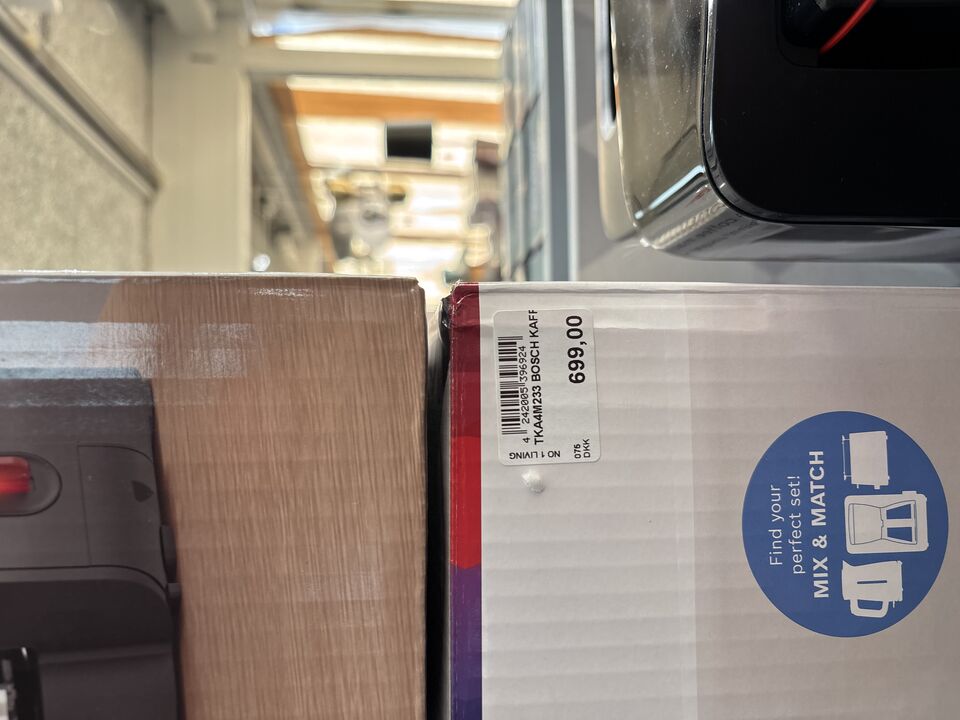 NO 1 LIVING
4 242005 396924
TKA4M233 BOSCH KAFF
076
DKK
699,00
Find your
perfect set!
MIX & MATCH